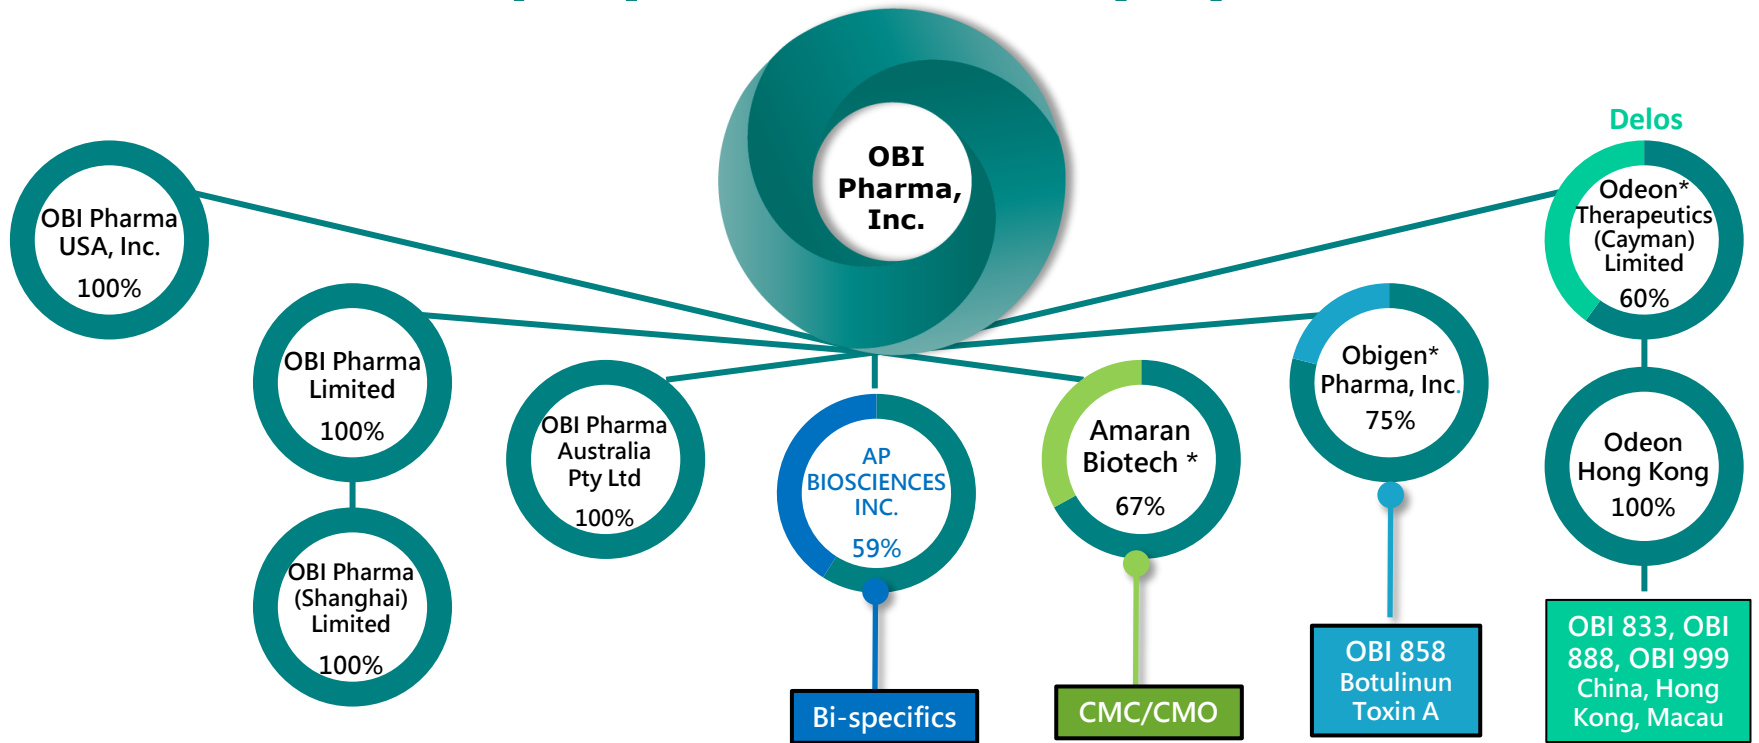 OBI
Pharma,
Inc.
Delos
OBI Pharma
USA, Inc.
100%
OBI Pharma
Limited
100%
OBI Pharma
(Shanghai)
Limited
100%
OBI Pharma
Australia
Pty Ltd
100%
AP
BIOSCIENCES
INC.
59%
Bi-specifics
Amaran
Biotech *
67%
CMC/CMO
Obigen*
Pharma, Inc.
75%
OBI 858
Botulinun
Toxin A
Odeon*
Therapeutics
(Cayman)
Limited
60%
Odeon
Hong Kong
100%
OBI 833, OBI
888, OBI 999
China, Hong
Kong, Macau